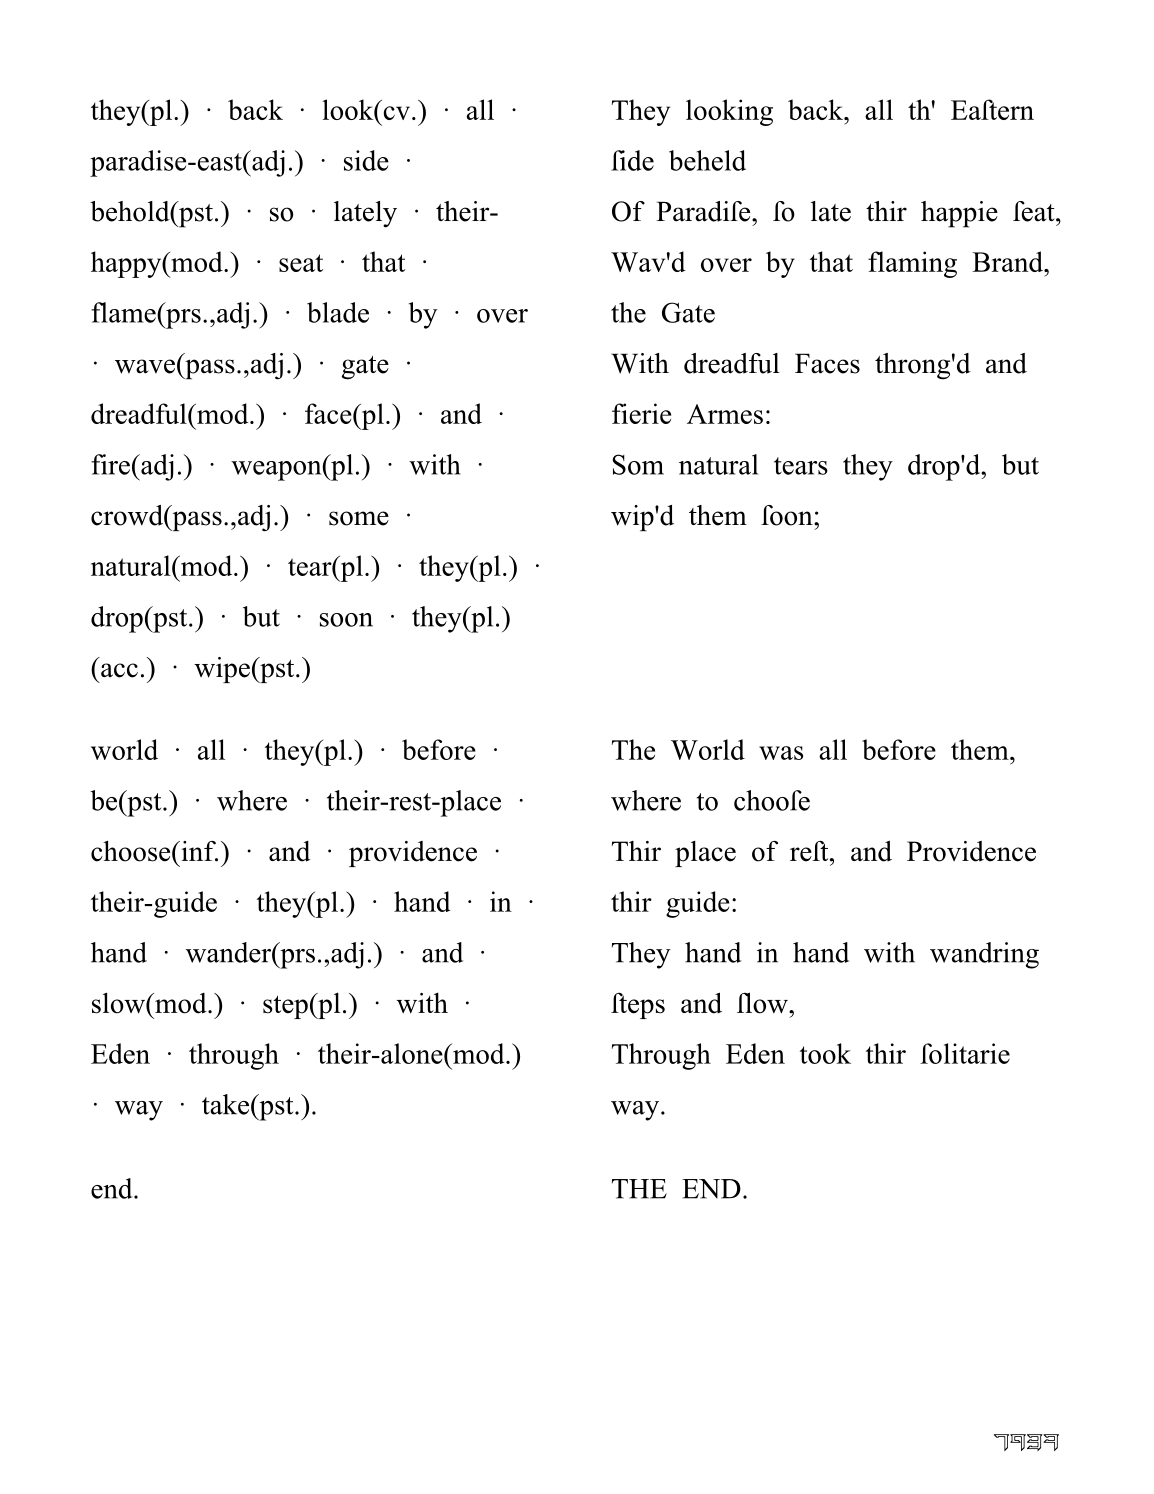 they(pl.) · back · look(cv.) · all ·
paradise-east(adj.) · side ·
behold(pst.) · so · lately · their-
happy(mod.) · seat · that ·
flame(prs.,adj.) · blade · by · over
· wave(pass.,adj.) · gate ·
dreadful(mod.) · face(pl.) · and ·
fire(adj.) · weapon(pl.) · with ·
crowd(pass.,adj.) · some ·
natural(mod.) · tear(pl.) · they(pl.) ·
drop(pst.) · but · soon · they(pl.)
(acc.) · wipe(pst.)
They looking back, all th' Eaſtern
ſide beheld
Of Paradiſe, ſo late thir happie ſeat,
Wav'd over by that flaming Brand,
the Gate
With dreadful Faces throng'd and
fierie Armes:
Som natural tears they drop'd, but
wip'd them ſoon;
world · all · they(pl.) · before ·
be(pst.) · where · their-rest-place ·
choose(inf.) · and · providence ·
their-guide · they(pl.) · hand · in ·
hand · wander(prs.,adj.) · and ·
slow(mod.) · step(pl.) · with ·
Eden · through · their-alone(mod.)
· way · take(pst.).
The World was all before them,
where to chooſe
Thir place of reſt, and Providence
thir guide:
They hand in hand with wandring
ſteps and ſlow,
Through Eden took thir ſolitarie
way.
end.
THE END.